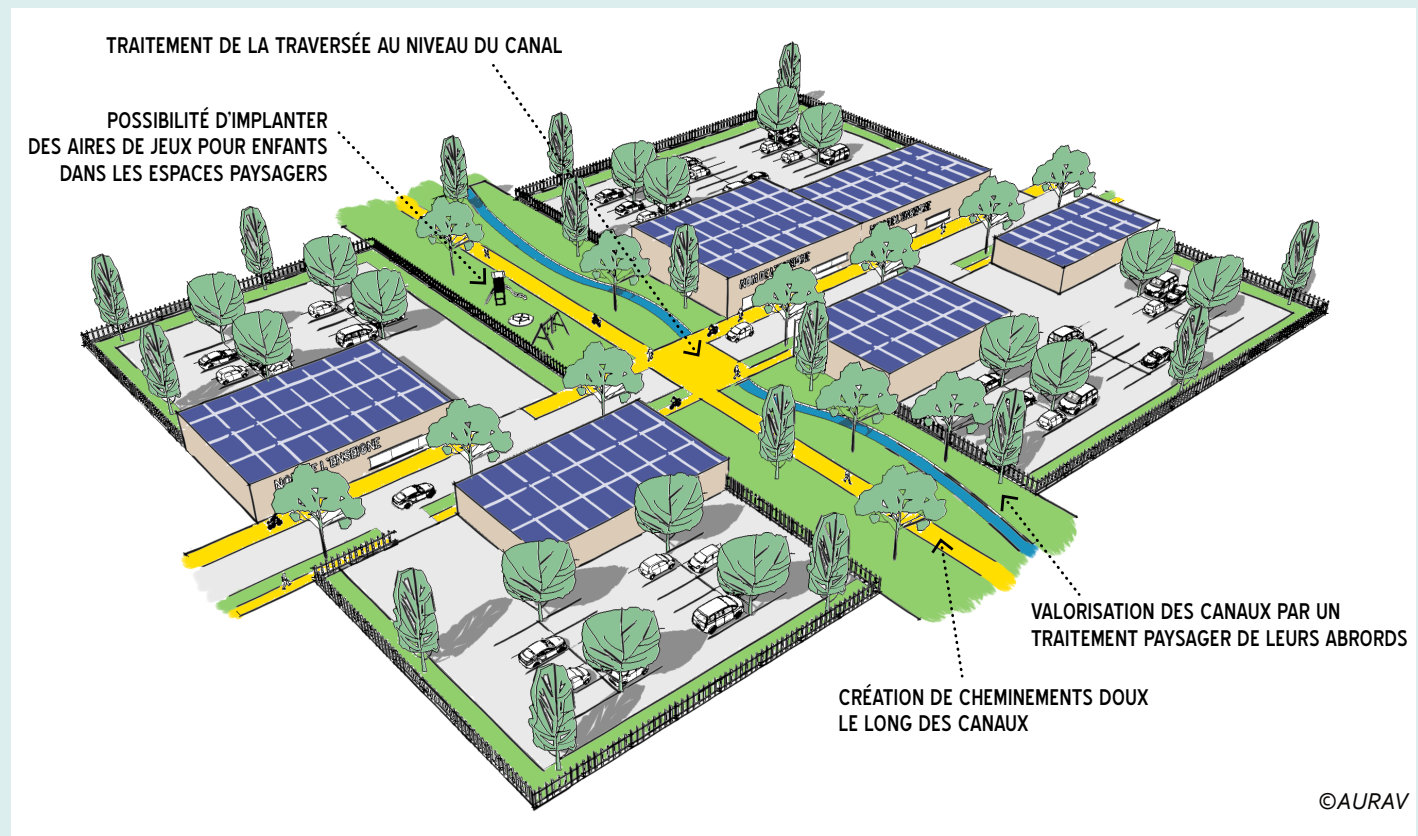 TRAITEMENT DE LA TRAVERSÉE AU NIVEAU DU CANAL
POSSIBILITÉ D'IMPLANTER
DES AIRES DE JEUX POUR ENFANTS
DANS LES ESPACES PAYSAGERS
L'ENSEIGNE
VALORISATION DES CANAUX PAR UN
TRAITEMENT PAYSAGER DE LEURS ABRORDS
CRÉATION DE CHEMINEMENTS DOUX
LE LONG DES CANAUX
©AURAV